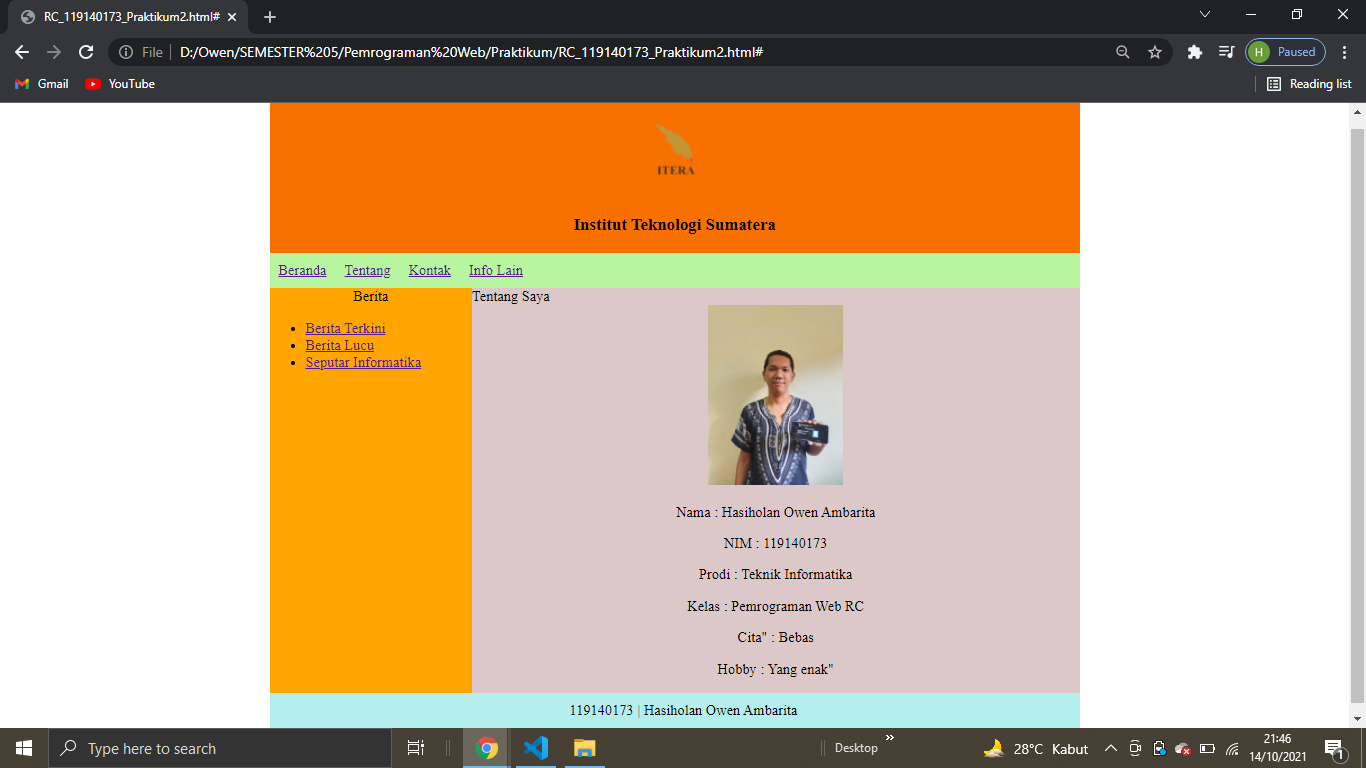 RC_119140173_Praktikum2.html#
File
D:/Owen/SEMESTER%205/Pemrograman%20Web/Praktikum/RC_119140173_Praktikum2.html#
H Paused
Gmail YouTube Reading list
ITERA
Institut Teknologi Sumatera
Beranda Tentang Kontak Info Lain
Berita
Berita Terkini
Berita Lucu
Seputar Informatika
Tentang Saya
Nama : Hasiholan Owen Ambarita
NIM : 119140173
Prodi : Teknik Informatika
Kelas : Pemrograman Web RC
Cita" : Bebas
Hobby : Yang enak"
119140173 | Hasiholan Owen Ambarita
Type here to search
Desktop
28°C Kabut
21:46
14/10/2021
1